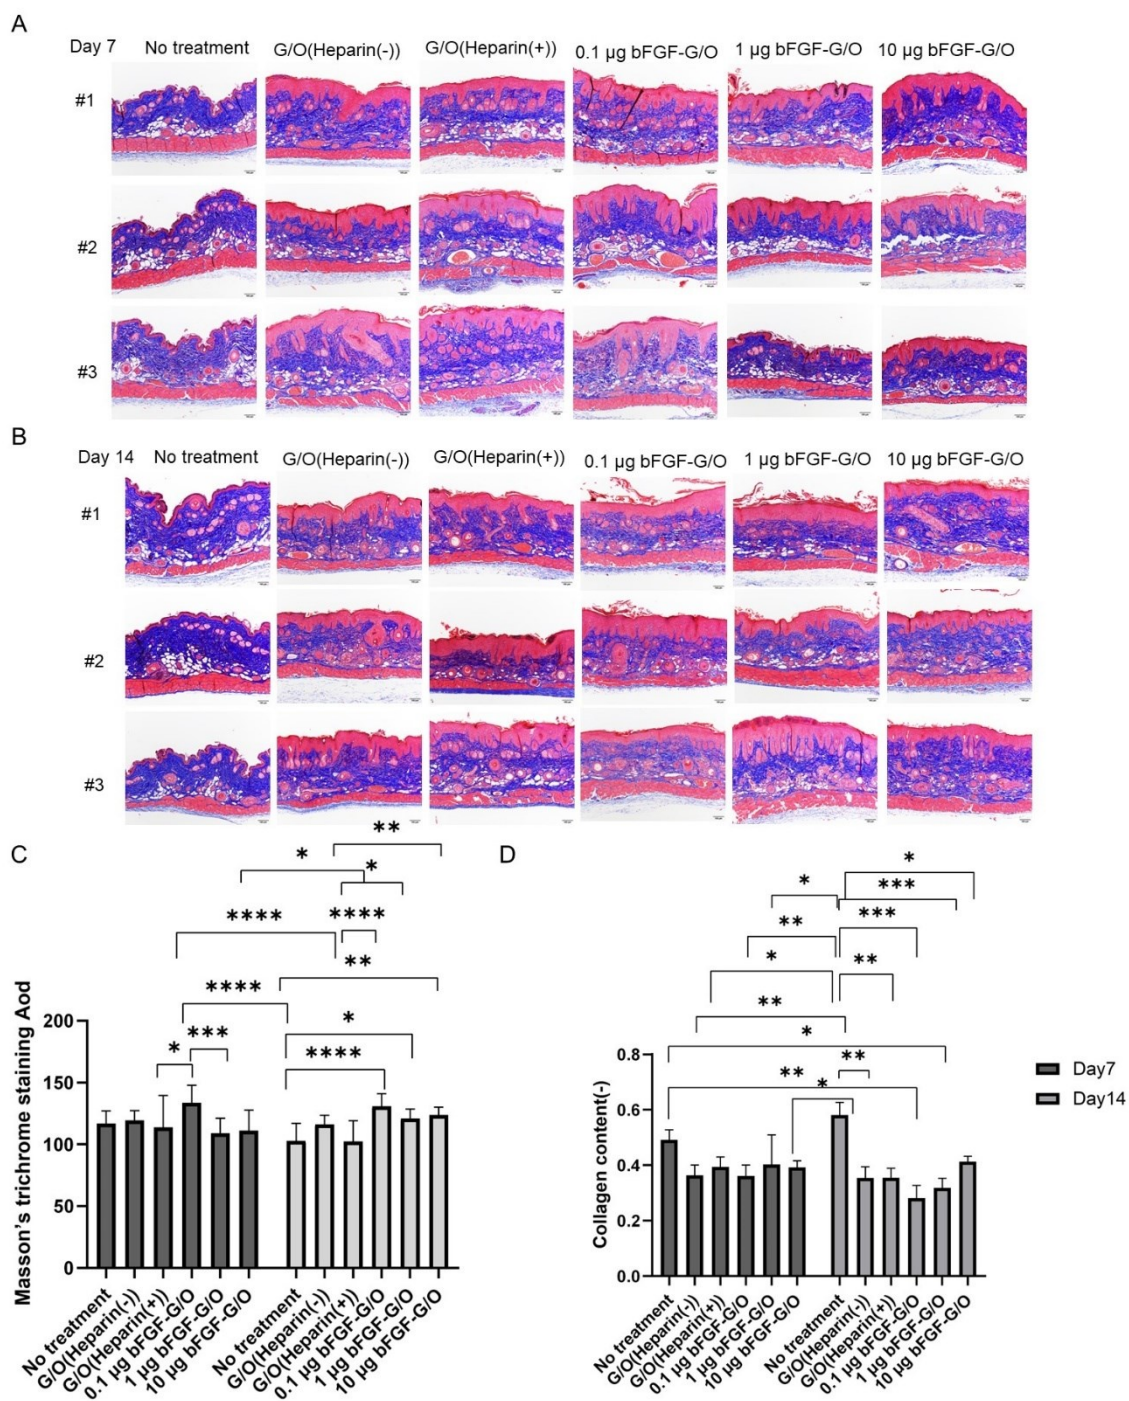 A
Day 7 No treatment G/O(Heparin(-)) G/O(Heparin(+)) 0.1 µg bFGF-G/O 1 µg bFGF-G/O 10 µg bFGF-G/O
#1
#2
#3
B
Day 14 No treatment G/O(Heparin(-)) G/O(Heparin(+)) 0.1 µg bFGF-G/O 1 µg bFGF-G/O 10 µg bFGF-G/O
#1
#2
#3
C
**
*
*
****
****
**
****
*
***
*
****
Masson's trichrome staining Aod
200
150
100
50
0
No treatment
G/O(Heparin(-))
G/O(Heparin(+))
0.1 µg bFGF-G/O
1 µg bFGF-G/O
10 µg bFGF-G/O
No treatment
G/O(Heparin(-))
G/O(Heparin(+))
0.1 µg bFGF-G/O
1 µg bFGF-G/O
10 µg bFGF-G/O
D
*
***
*
***
**
*
**
**
*
**
**
*
Collagen content(-)
0.8
0.6
0.4
0.2
0.0
No treatment
G/O(Heparin(-))
G/O(Heparin(+))
0.1 µg bFGF-G/O
1 µg bFGF-G/O
10 µg bFGF-G/O
No treatment
G/O(Heparin(-))
G/O(Heparin(+))
0.1 µg bFGF-G/O
1 µg bFGF-G/O
10 µg bFGF-G/O
Day7
Day14